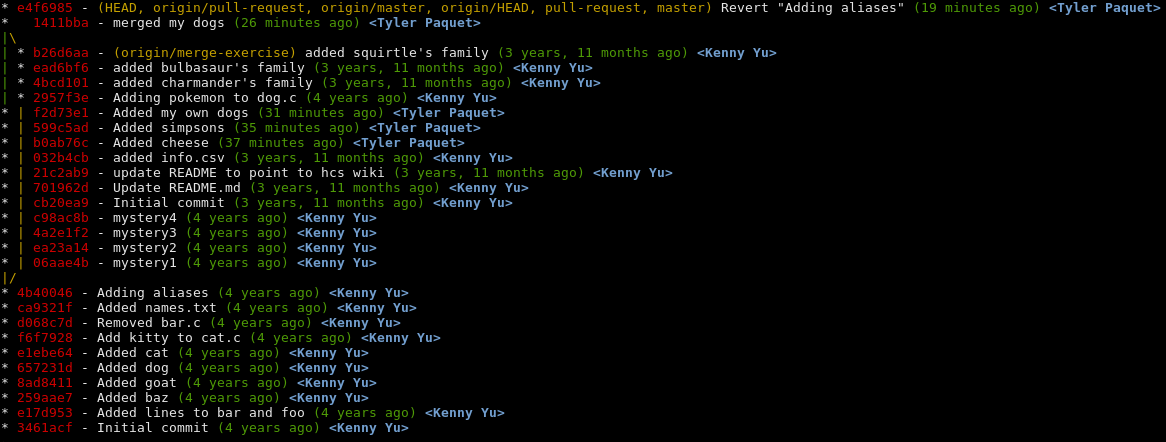 * e4f6985 - (HEAD, origin/pull-request, origin/master, origin/HEAD, pull-request, master) Revert "Adding aliases" (19 minutes ago) <Tyler Paquet>
*   1411bba - merged my dogs (26 minutes ago) <Tyler Paquet>
|\
| * b26d6aa - (origin/merge-exercise) added squirtle's family (3 years, 11 months ago) <Kenny Yu>
| * ead6bf6 - added bulbasaur's family (3 years, 11 months ago) <Kenny Yu>
| * 4bcd101 - added charmander's family (3 years, 11 months ago) <Kenny Yu>
| * 2957f3e - Adding pokemon to dog.c (4 years ago) <Kenny Yu>
* | f2d73e1 - Added my own dogs (31 minutes ago) <Tyler Paquet>
* | 599c5ad - Added simpsons (35 minutes ago) <Tyler Paquet>
* | b0ab76c - Added cheese (37 minutes ago) <Tyler Paquet>
* | 032b4cb - added info.csv (3 years, 11 months ago) <Kenny Yu>
* | 21c2ab9 - update README to point to hcs wiki (3 years, 11 months ago) <Kenny Yu>
* | 701962d - Update README.md (3 years, 11 months ago) <Kenny Yu>
* | cb20ea9 - Initial commit (3 years, 11 months ago) <Kenny Yu>
* | c98ac8b - mystery4 (4 years ago) <Kenny Yu>
* | 4a2e1f2 - mystery3 (4 years ago) <Kenny Yu>
* | ea23a14 - mystery2 (4 years ago) <Kenny Yu>
* | 06aae4b - mystery1 (4 years ago) <Kenny Yu>
|/
* 4b40046 - Adding aliases (4 years ago) <Kenny Yu>
* ca9321f - Added names.txt (4 years ago) <Kenny Yu>
* d068c7d - Removed bar.c (4 years ago) <Kenny Yu>
* f6f7928 - Add kitty to cat.c (4 years ago) <Kenny Yu>
* e1ebe64 - Added cat (4 years ago) <Kenny Yu>
* 657231d - Added dog (4 years ago) <Kenny Yu>
* 8ad8411 - Added goat (4 years ago) <Kenny Yu>
* 259aae7 - Added baz (4 years ago) <Kenny Yu>
* e17d953 - Added lines to bar and foo (4 years ago) <Kenny Yu>
* 3461acf - Initial commit (4 years ago) <Kenny Yu>